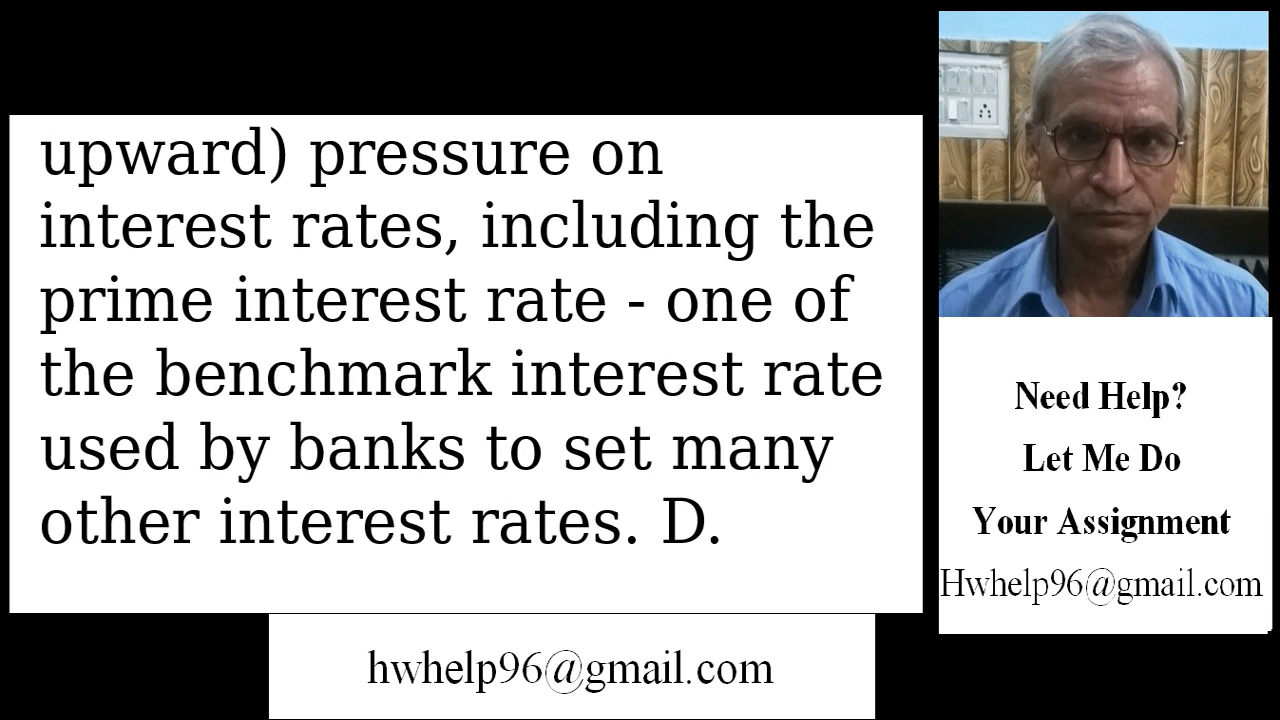 upward) pressure on
interest rates, including the
prime interest rate - one of
the benchmark interest rate
used by banks to set many
other interest rates. D.
Need Help?
Let Me Do
Your Assignment
Hwhelp96@gmail.com
hwhelp96@gmail.com